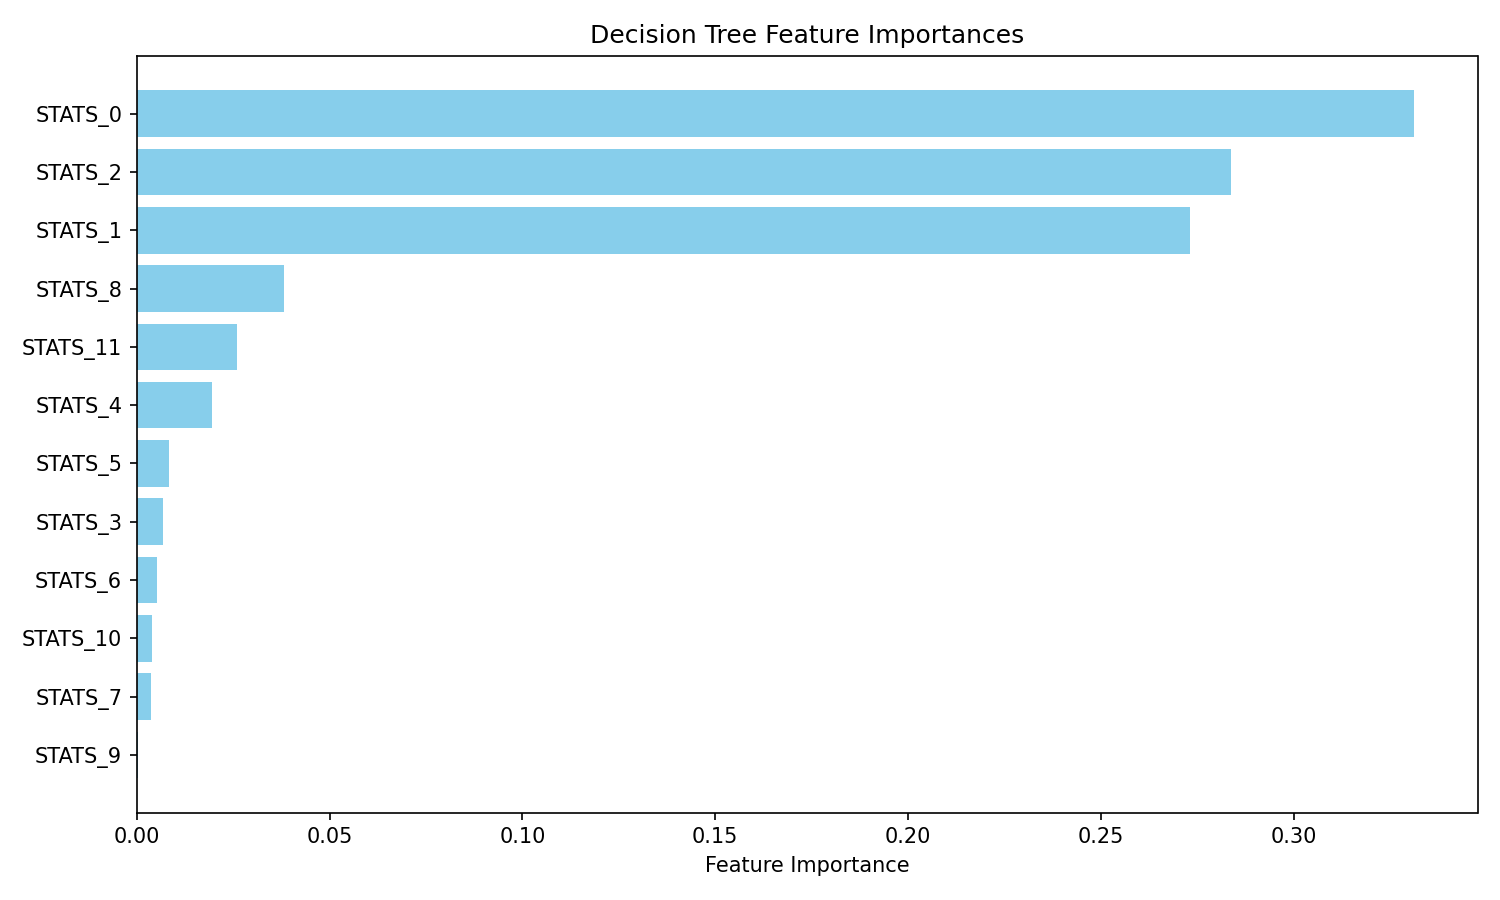 Decision Tree Feature Importances
STATS_0
STATS_2
STATS_1
STATS_8
STATS_11
STATS_4
STATS_5
STATS_3
STATS_6
STATS_10
STATS_7
STATS_9
0.00 0.05 0.10 0.15 0.20 0.25 0.30
Feature Importance